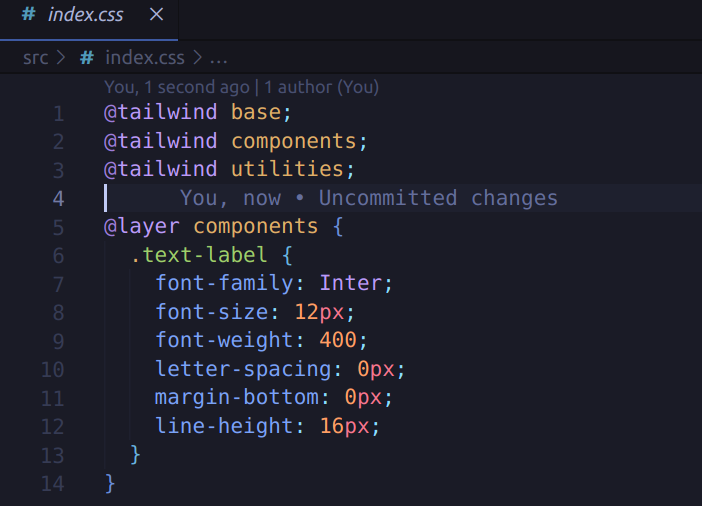 # index.css ×
src > # index.css > ...
You, 1 second ago | 1 author (You)
1 @tailwind base;
2 @tailwind components;
3 @tailwind utilities;
4 You, now • Uncommitted changes
5 @layer components {
6 .text-label {
7 font-family: Inter;
8 font-size: 12px;
9 font-weight: 400;
10 letter-spacing: 0px;
11 margin-bottom: 0px;
12 line-height: 16px;
13 }
14 }